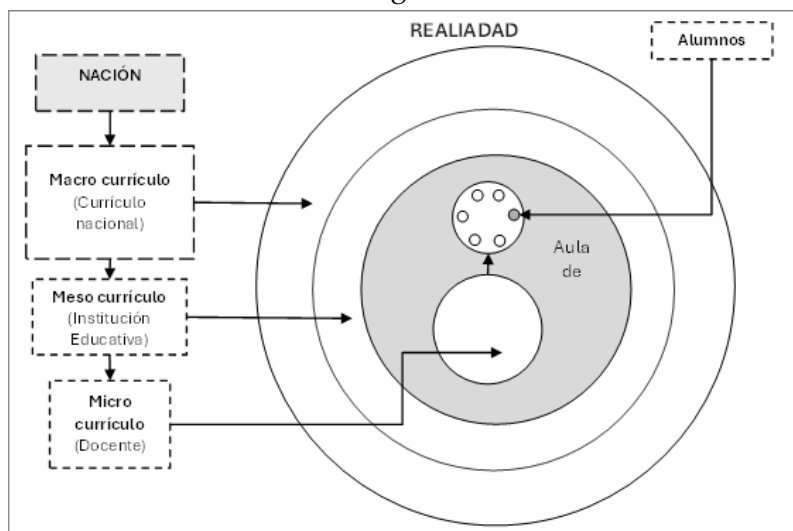 REALIADAD
Alumnos
NACIÓN
Macro currículo
(Currículo
nacional)
Aula
de
Meso currículo
(Institución
Educativa)
Micro
currículo
(Docente)